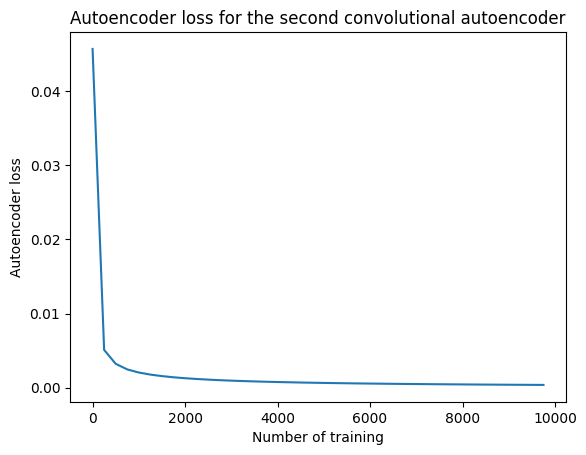 Autoencoder loss for the second convolutional autoencoder
0.04
0.03
0.02
0.01
0.00
Autoencoder loss
0 2000 4000 6000 8000 10000
Number of training